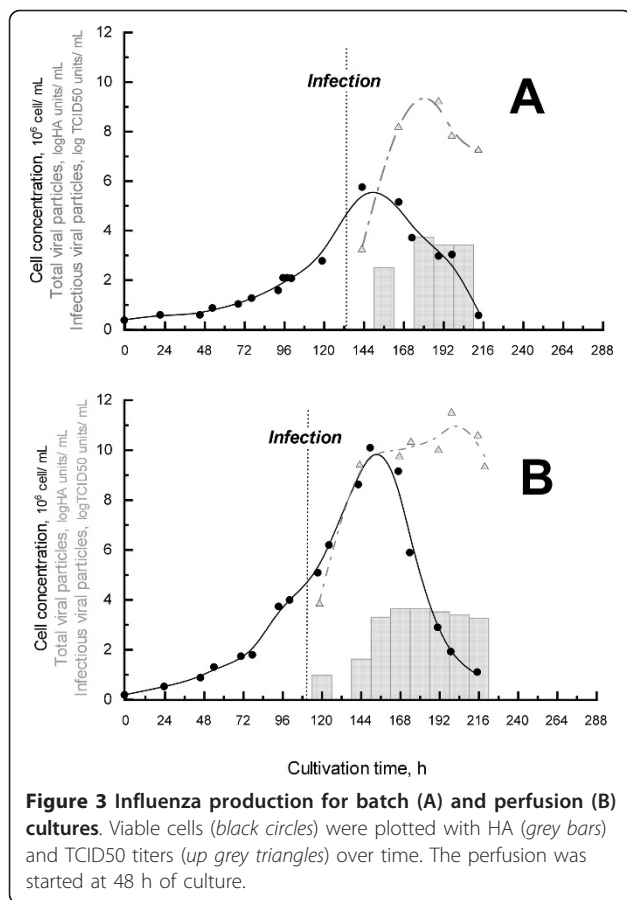 Cell concentration, 10⁶ cell/ mL
Total viral particles, logHA units/ mL
Infectious viral particles, log TCID50 units/ mL
12
10
8
6
4
2
0
Infection
A
0 24 48 72 96 120 144 168 192 216 240 264 288
Cell concentration, 10⁶ cell/ mL
Total viral particles, logHA units/ mL
Infectious viral particles, logTCID50 units/ mL
12
10
8
6
4
2
0
Infection
B
0 24 48 72 96 120 144 168 192 216 240 264 288
Cultivation time, h
Figure 3 Influenza production for batch (A) and perfusion (B)
cultures. Viable cells (black circles) were plotted with HA (grey bars)
and TCID50 titers (up grey triangles) over time. The perfusion was
started at 48 h of culture.